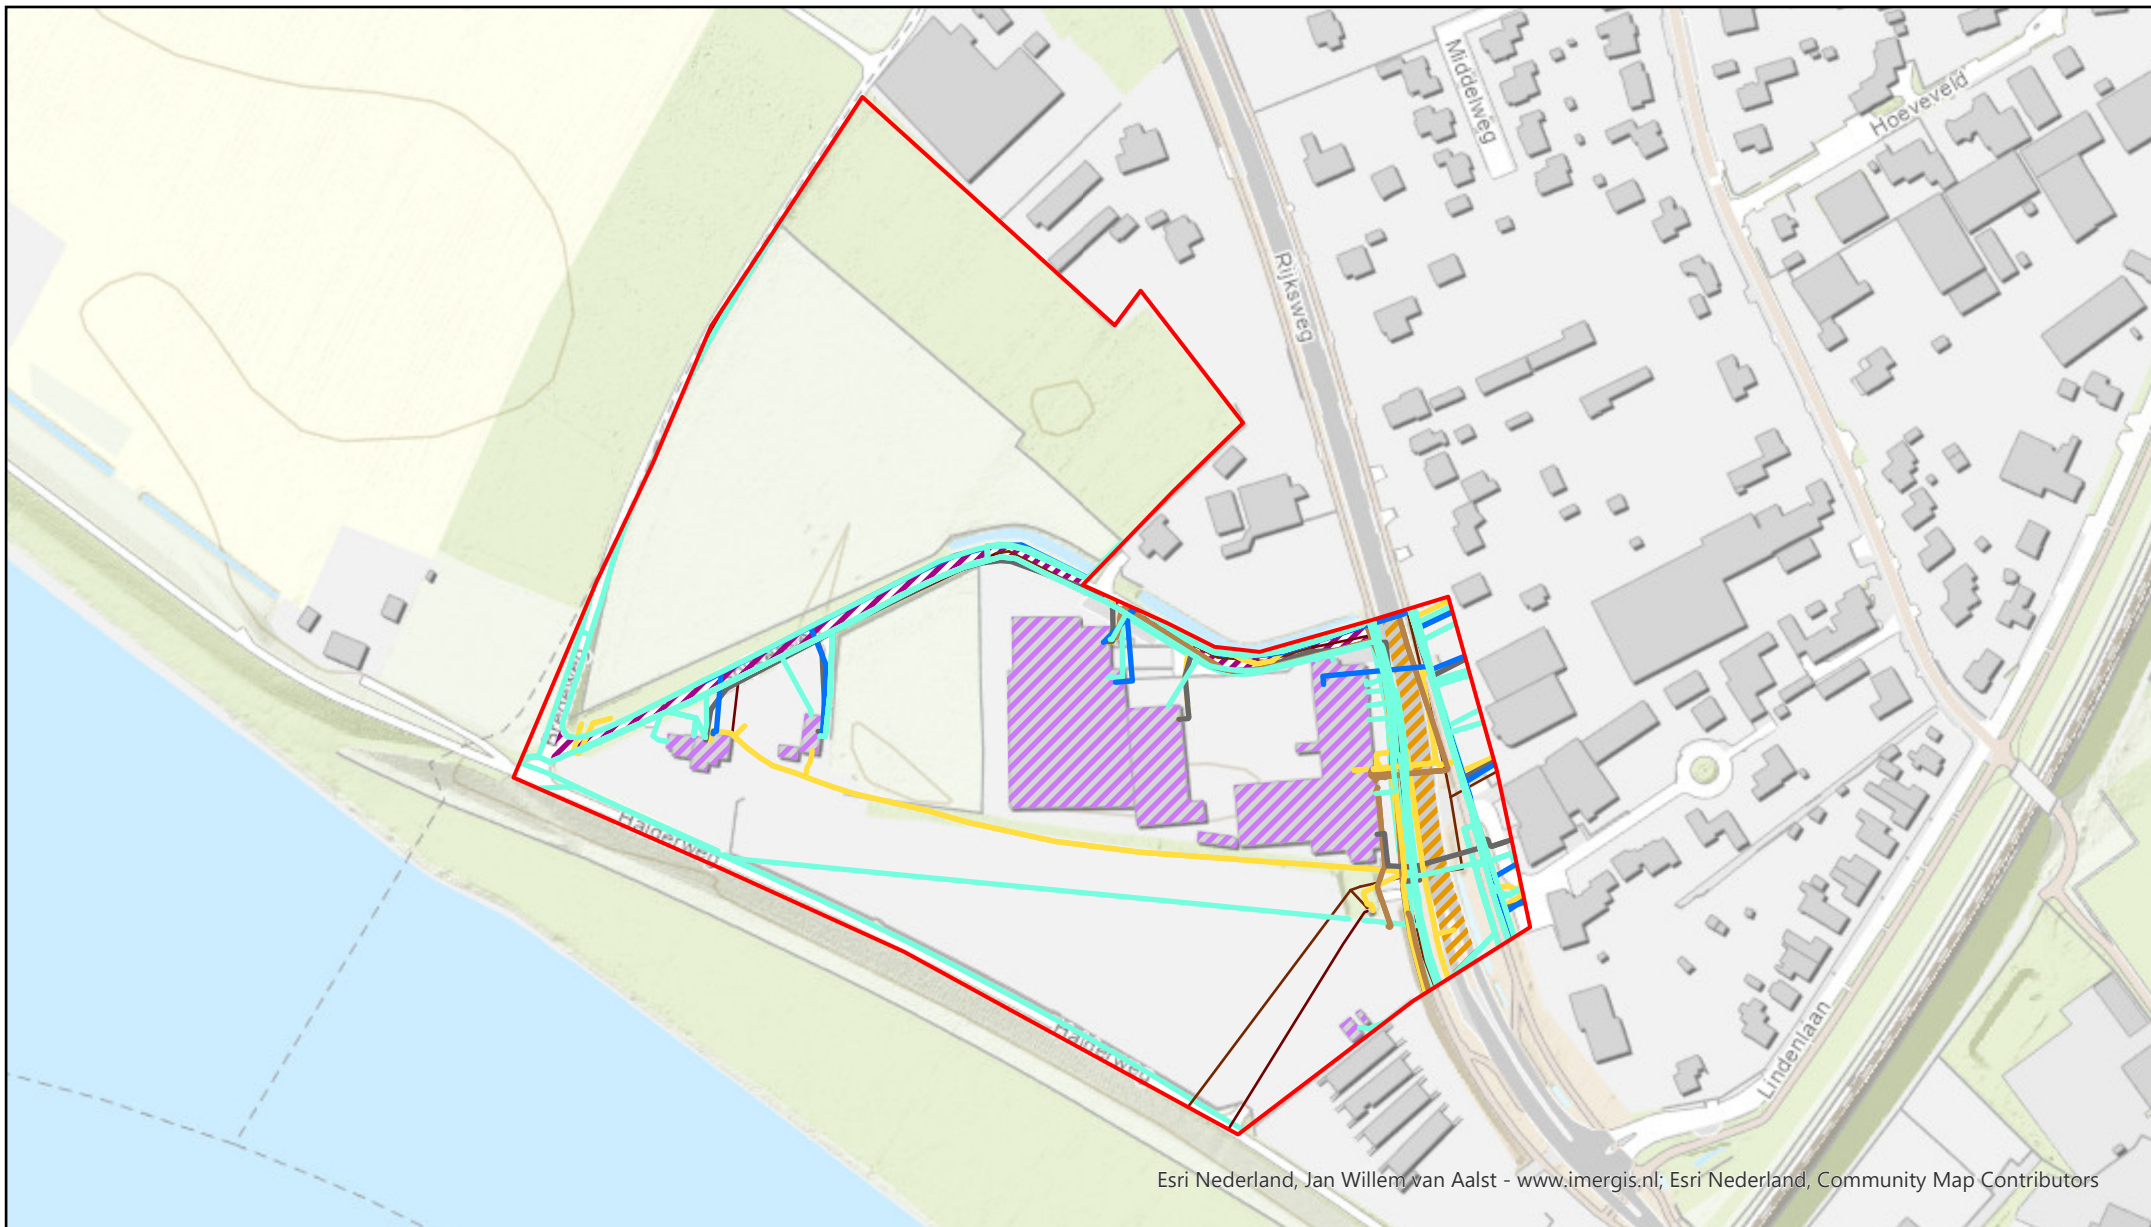 Middelweg
Hoeveveld
Rijksweg
Bredeweg
Haigerweg
Haigerweg
Lindenlaan
Esri Nederland, Jan Willem van Aalst - www.imergis.nl; Esri Nederland, Community Map Contributors